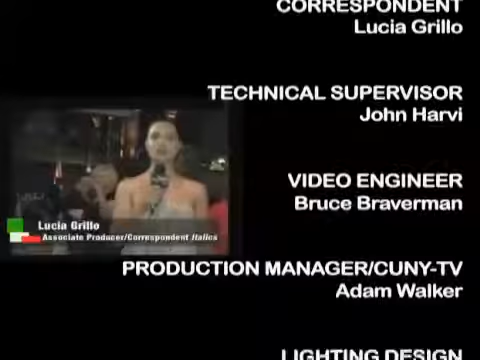 CORRESPONDENT
Lucia Grillo
TECHNICAL SUPERVISOR
John Harvi
Lucia Grillo
Associate Producer/Correspondent Italics
VIDEO ENGINEER
Bruce Braverman
PRODUCTION MANAGER/CUNY-TV
Adam Walker
LIGHTING DESIGN